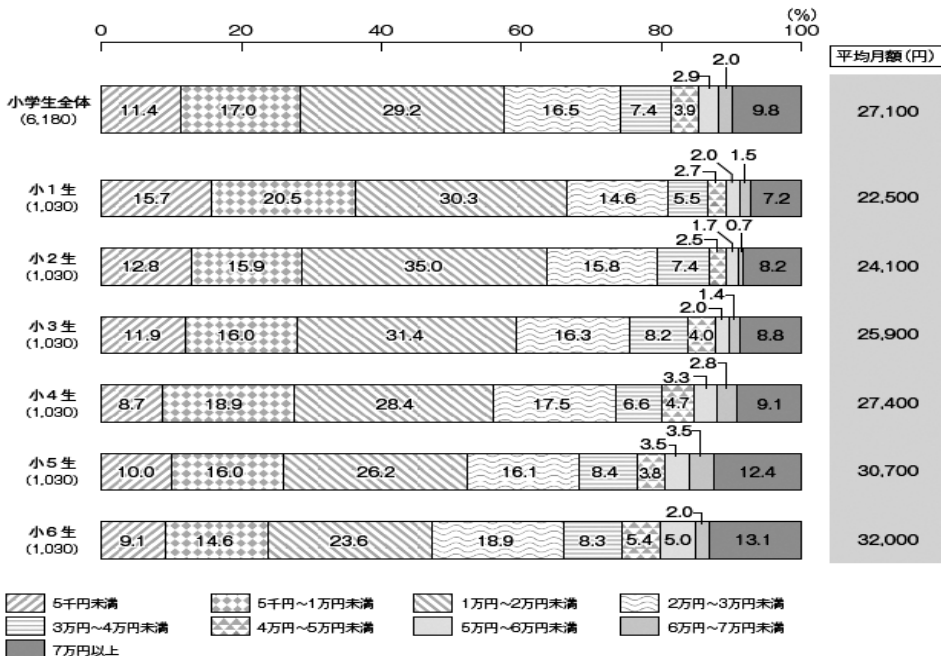 (%)
0 20 40 60 80 100
平均月額(円)
2.9 2.0
小学生全体 11.4 17.0 29.2 16.5 7.4 3.9 9.8 27,100
(6,180)
2.7 2.0 1.5
小1生 15.7 20.5 30.3 14.6 5.5 7.2 22,500
(1,030)
2.5 1.7 0.7
小2生 12.8 15.9 35.0 15.8 7.4 8.2 24,100
(1,030)
2.0 1.4
小3生 11.9 16.0 31.4 16.3 8.2 4.0 8.8 25,900
(1,030)
3.3 2.8
小4生 8.7 18.9 28.4 17.5 6.6 4.7 9.1 27,400
(1,030)
3.5 3.5
小5生 10.0 16.0 26.2 16.1 8.4 3.8 12.4 30,700
(1,030)
2.0
小6生 9.1 14.6 23.6 18.9 8.3 5.4 5.0 13.1 32,000
(1,030)
5千円未満 5千円~1万円未満 1万円~2万円未満 2万円~3万円未満
3万円~4万円未満 4万円~5万円未満 5万円~6万円未満 6万円~7万円未満
7万円以上